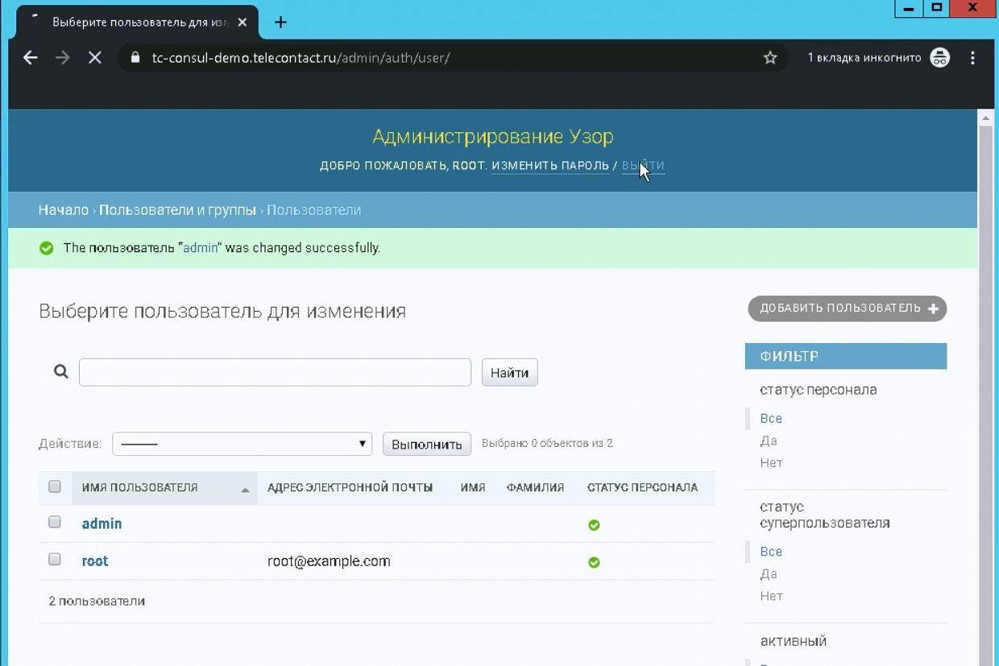 Выберите пользователь для изм
1 вкладка инкогнито
tc-consul-demo.telecontact.ru/admin/auth/user/
Администрирование Узор
ДОБРО ПОЖАЛОВАТЬ, ROOT. ИЗМЕНИТЬ ПАРОЛЬ / ВЫЙТИ
Начало › Пользователи и группы › Пользователи
The пользователь “admin” was changed successfully.
Выберите пользователь для изменения
ДОБАВИТЬ ПОЛЬЗОВАТЕЛЬ +
Найти
Действие: Выполнить Выбрано 0 объектов из 2
ИМЯ ПОЛЬЗОВАТЕЛЯ АДРЕС ЭЛЕКТРОННОЙ ПОЧТЫ ИМЯ ФАМИЛИЯ СТАТУС ПЕРСОНАЛА
admin
root root@example.com
2 пользователи
ФИЛЬТР
статус персонала
Все
Да
Нет
статус
суперпользователя
Все
Да
Нет
активный